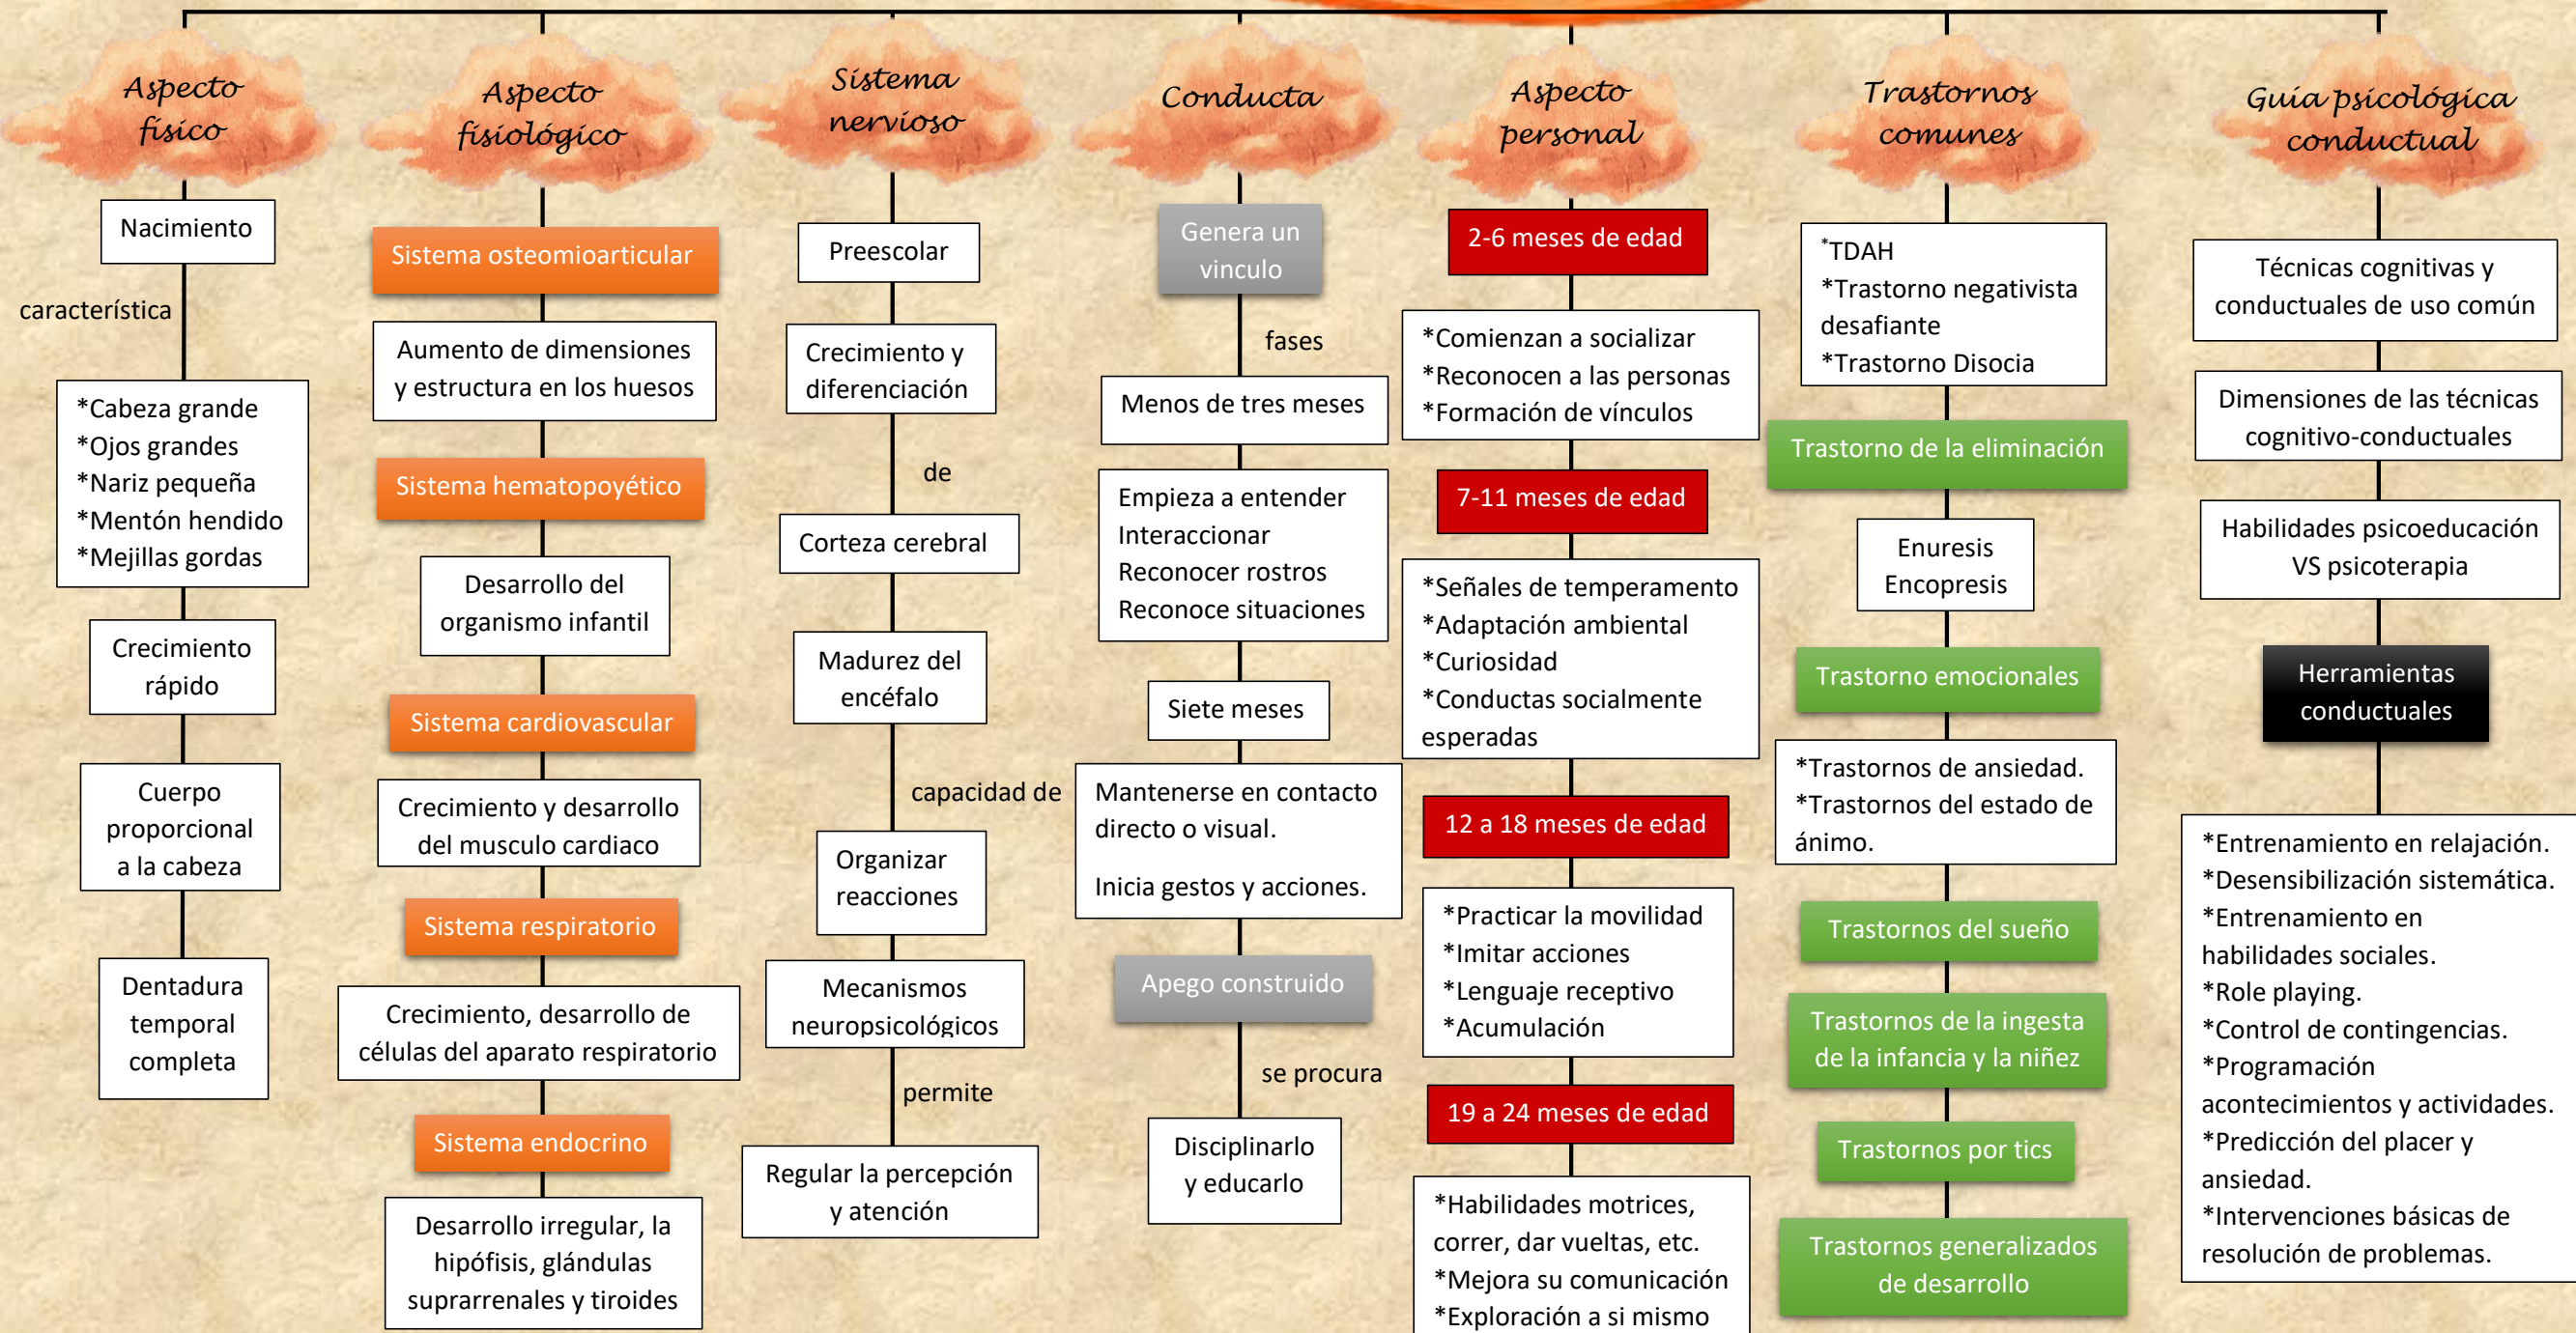 Aspecto
físico
Nacimiento
característica
*Cabeza grande
*Ojos grandes
*Nariz pequeña
*Mentón hendido
*Mejillas gordas
Crecimiento
rápido
Cuerpo
proporcional
a la cabeza
Dentadura
temporal
completa
Aspecto
fisiológico
Sistema osteomioarticular
Aumento de dimensiones
y estructura en los huesos
Sistema hematopoyético
Desarrollo del
organismo infantil
Sistema cardiovascular
Crecimiento y desarrollo
del musculo cardiaco
Sistema respiratorio
Crecimiento, desarrollo de
células del aparato respiratorio
Sistema endocrino
Desarrollo irregular, la
hipófisis, glándulas
suprarrenales y tiroides
Sistema
nervioso
Preescolar
Crecimiento y
diferenciación
de
Corteza cerebral
Madurez del
encéfalo
capacidad de
Organizar
reacciones
Mecanismos
neuropsicológicos
permite
Regular la percepción
y atención
Conducta
Genera un
vinculo
fases
Menos de tres meses
Empieza a entender
Interaccionar
Reconocer rostros
Reconoce situaciones
Siete meses
Mantenerse en contacto
directo o visual.
Inicia gestos y acciones.
Apego construido
se procura
Disciplinarlo
y educarlo
Aspecto
personal
2-6 meses de edad
*Comienzan a socializar
*Reconocen a las personas
*Formación de vínculos
7-11 meses de edad
*Señales de temperamento
*Adaptación ambiental
*Curiosidad
*Conductas socialmente
esperadas
12 a 18 meses de edad
*Practicar la movilidad
*Imitar acciones
*Lenguaje receptivo
*Acumulación
19 a 24 meses de edad
*Habilidades motrices,
correr, dar vueltas, etc.
*Mejora su comunicación
*Exploración a si mismo
Trastornos
comunes
*TDAH
*Trastorno negativista
desafiante
*Trastorno Disocia
Trastorno de la eliminación
Enuresis
Encopresis
Trastorno emocionales
*Trastornos de ansiedad.
*Trastornos del estado de
ánimo.
Trastornos del sueño
Trastornos de la ingesta
de la infancia y la niñez
Trastornos por tics
Trastornos generalizados
de desarrollo
Guía psicológica
conductual
Técnicas cognitivas y
conductuales de uso común
Dimensiones de las técnicas
cognitivo-conductuales
Habilidades psicoeducación
VS psicoterapia
Herramientas
conductuales
*Entrenamiento en relajación.
*Desensibilización sistemática.
*Entrenamiento en
habilidades sociales.
*Role playing.
*Control de contingencias.
*Programación
acontecimientos y actividades.
*Predicción del placer y
ansiedad.
*Intervenciones básicas de
resolución de problemas.